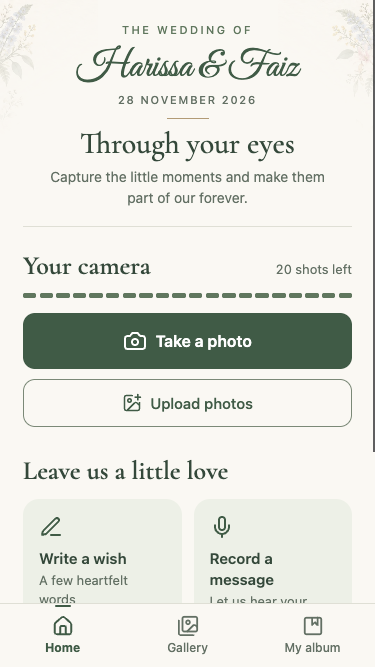 THE WEDDING OF
Harissa & Faiz
28 NOVEMBER 2026
Through your eyes
Capture the little moments and make them
part of our forever.
Your camera
20 shots left
Take a photo
Upload photos
Leave us a little love
Write a wish
A few heartfelt
words
Record a
message
Let us hear your
Home
Gallery
My album